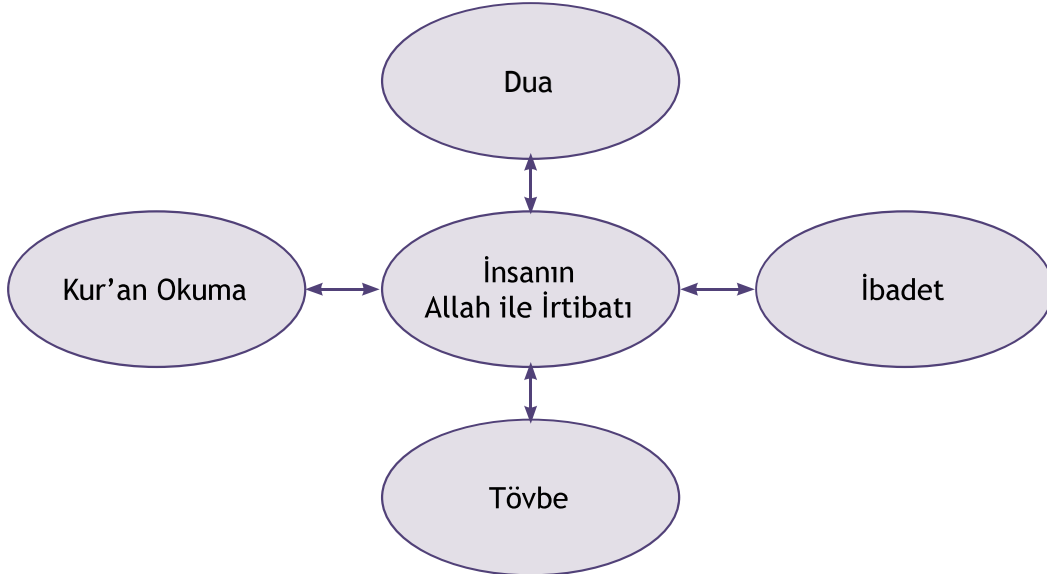 Dua
Kur’an Okuma
İnsanın
Allah ile İrtibatı
İbadet
Tövbe